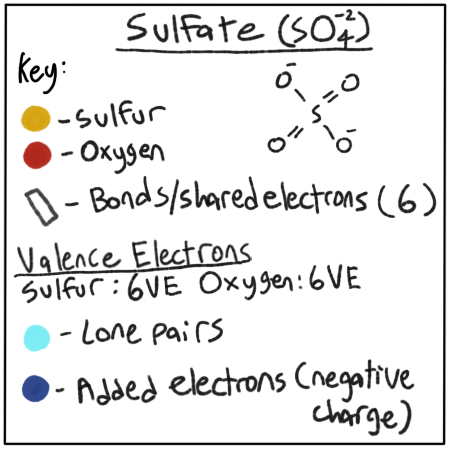 Sulfate (SO₄⁻²)
Key:
O⁻ O
S
O O⁻
- Sulfur
- Oxygen
- Bonds/shared electrons (6)
Valence Electrons
Sulfur: 6VE Oxygen: 6VE
- Lone pairs
- Added electrons (negative
charge)